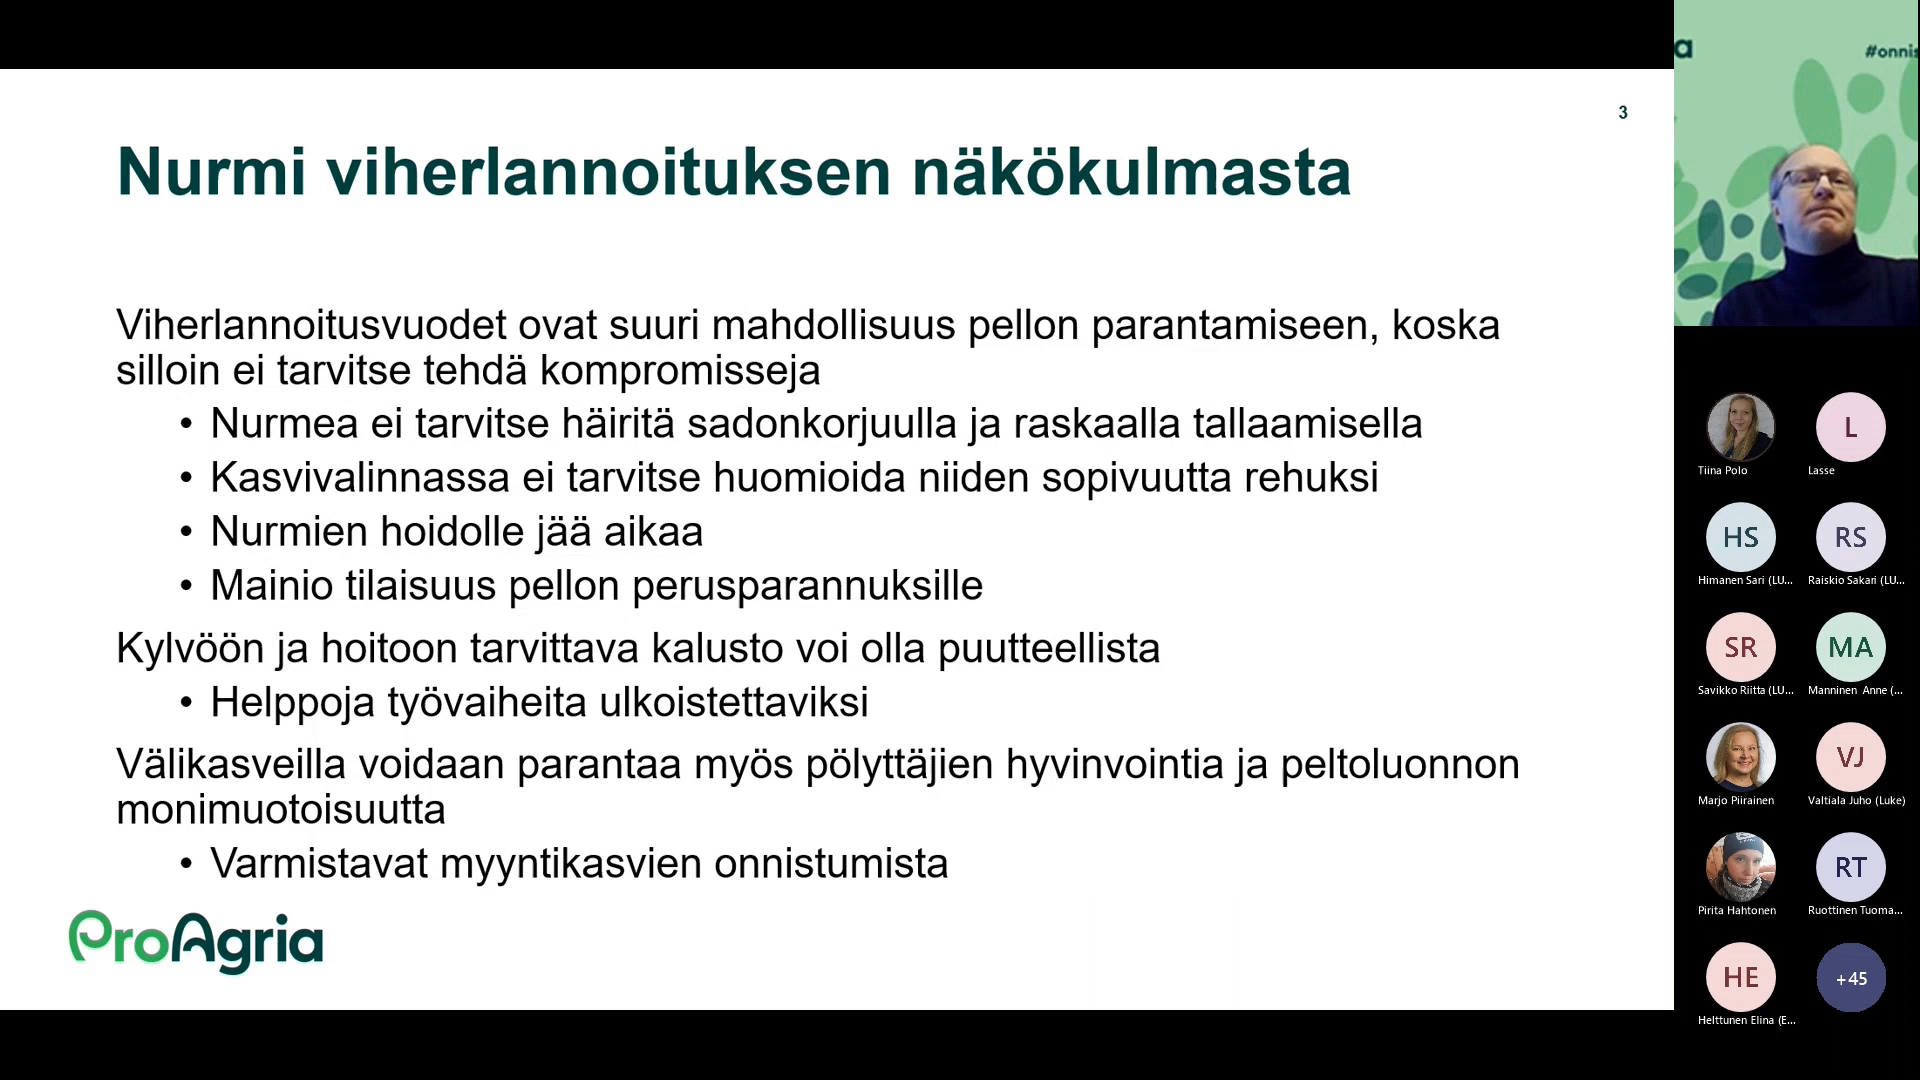 3
Nurmi viherlannoituksen näkökulmasta
Viherlannoitusvuodet ovat suuri mahdollisuus pellon parantamiseen, koska
silloin ei tarvitse tehdä kompromisseja
• Nurmea ei tarvitse häiritä sadonkorjuulla ja raskaalla tallaamisella
• Kasvivalinnassa ei tarvitse huomioida niiden sopivuutta rehuksi
• Nurmien hoidolle jää aikaa
• Mainio tilaisuus pellon perusparannuksille
Kylvöön ja hoitoon tarvittava kalusto voi olla puutteellista
• Helppoja työvaiheita ulkoistettaviksi
Välikasveilla voidaan parantaa myös pölyttäjien hyvinvointia ja peltoluonnon
monimuotoisuutta
• Varmistavat myyntikasvien onnistumista
ProAgria
a #onnis
L
Tiina Polo Lasse
HS RS
Himanen Sari (LU... Raiskio Sakari (LU...
SR MA
Savikko Riitta (LU... Manninen Anne (...
VJ
Marjo Piirainen Valtiala Juho (Luke)
RT
Pirita Hahtonen Ruottinen Tuoma...
HE +45
Helttunen Elina (E...